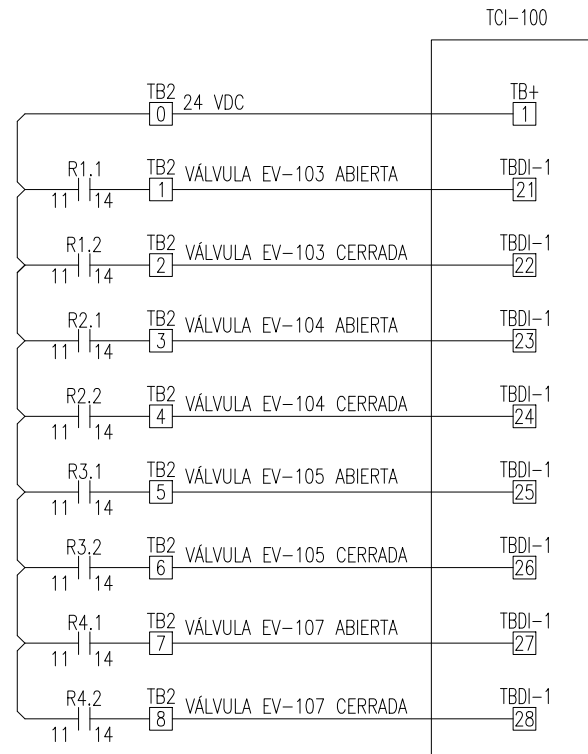 TCI-100
TB2 24 VDC TB+
0 1
R1.1 TB2 VÁLVULA EV-103 ABIERTA TBDI-1
11 14 1 21
R1.2 TB2 VÁLVULA EV-103 CERRADA TBDI-1
11 14 2 22
R2.1 TB2 VÁLVULA EV-104 ABIERTA TBDI-1
11 14 3 23
R2.2 TB2 VÁLVULA EV-104 CERRADA TBDI-1
11 14 4 24
R3.1 TB2 VÁLVULA EV-105 ABIERTA TBDI-1
11 14 5 25
R3.2 TB2 VÁLVULA EV-105 CERRADA TBDI-1
11 14 6 26
R4.1 TB2 VÁLVULA EV-107 ABIERTA TBDI-1
11 14 7 27
R4.2 TB2 VÁLVULA EV-107 CERRADA TBDI-1
11 14 8 28